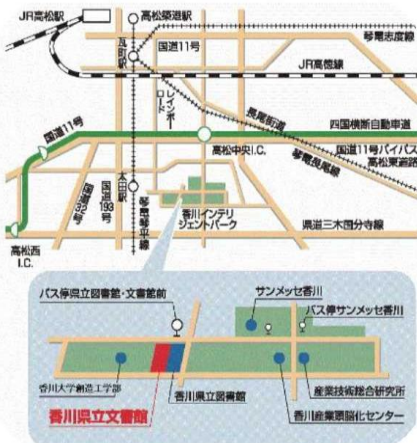 JR高松駅
高松築港駅
瓦町駅
国道11号
琴電志度線
JR高徳線
レインボーロード
長尾街道
四国横断自動車道
国道11号
高松中央I.C.
国道11号バイパス
高松東道路
琴電長尾線
国道32号
国道193号
太田駅
琴電琴平線
香川インテリ
ジェントパーク
県道三木国分寺線
高松西
I.C.
バス停県立図書館・文書館前
サンメッセ香川
バス停サンメッセ香川
香川大学創造工学部
香川県立図書館
産業技術総合研究所
香川県立文書館
香川産業頭脳化センター